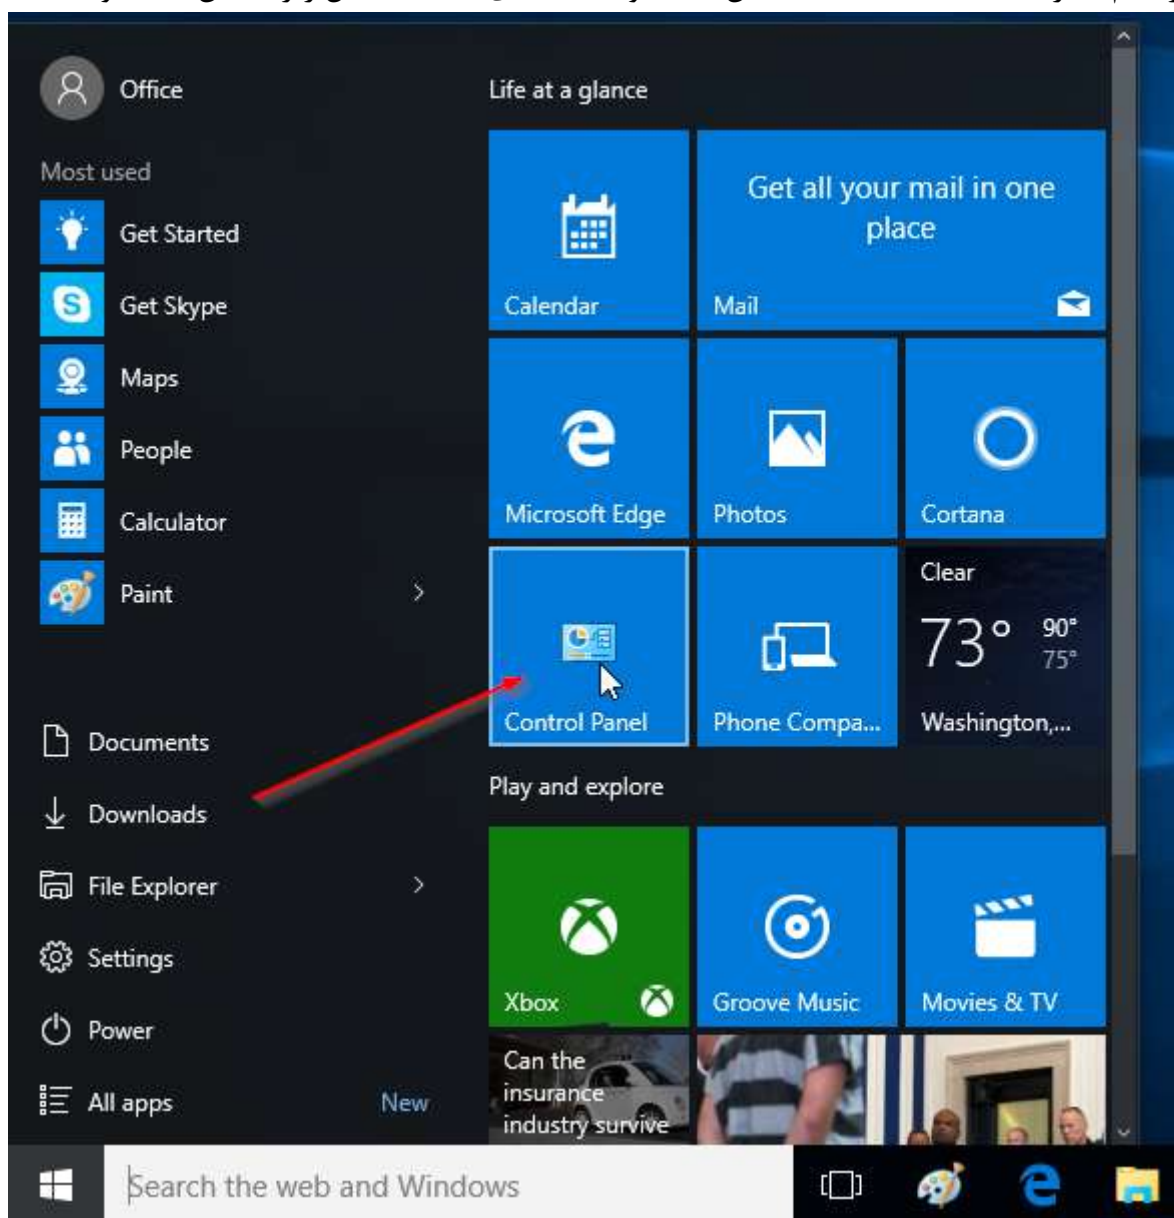 Office
Most used
Get Started
Get Skype
Maps
People
Calculator
Paint
Documents
Downloads
File Explorer
Settings
Power
All apps New
Life at a glance
Calendar
Get all your mail in one
place
Mail
Microsoft Edge
Photos
Cortana
Control Panel
Phone Compa...
Clear
73° 90°
75°
Washington,...
Play and explore
Xbox
Groove Music
Movies & TV
Can the
insurance
industry survive
Search the web and Windows